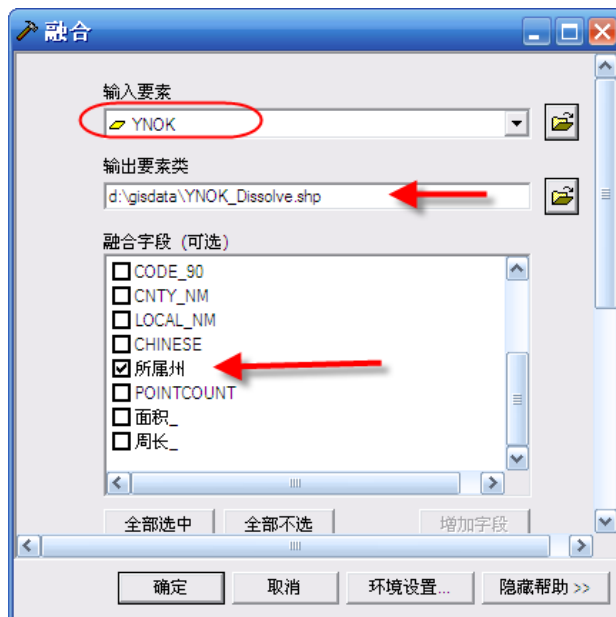 融合
输入要素
YNOK
输出要素类
d:\gisdata\YNOK_Dissolve.shp
融合字段 (可选)
CODE_90
CNTY_NM
LOCAL_NM
CHINESE
所属州
POINTCOUNT
面积_
周长_
全部选中 全部不选 增加字段
确定 取消 环境设置... 隐藏帮助 >>